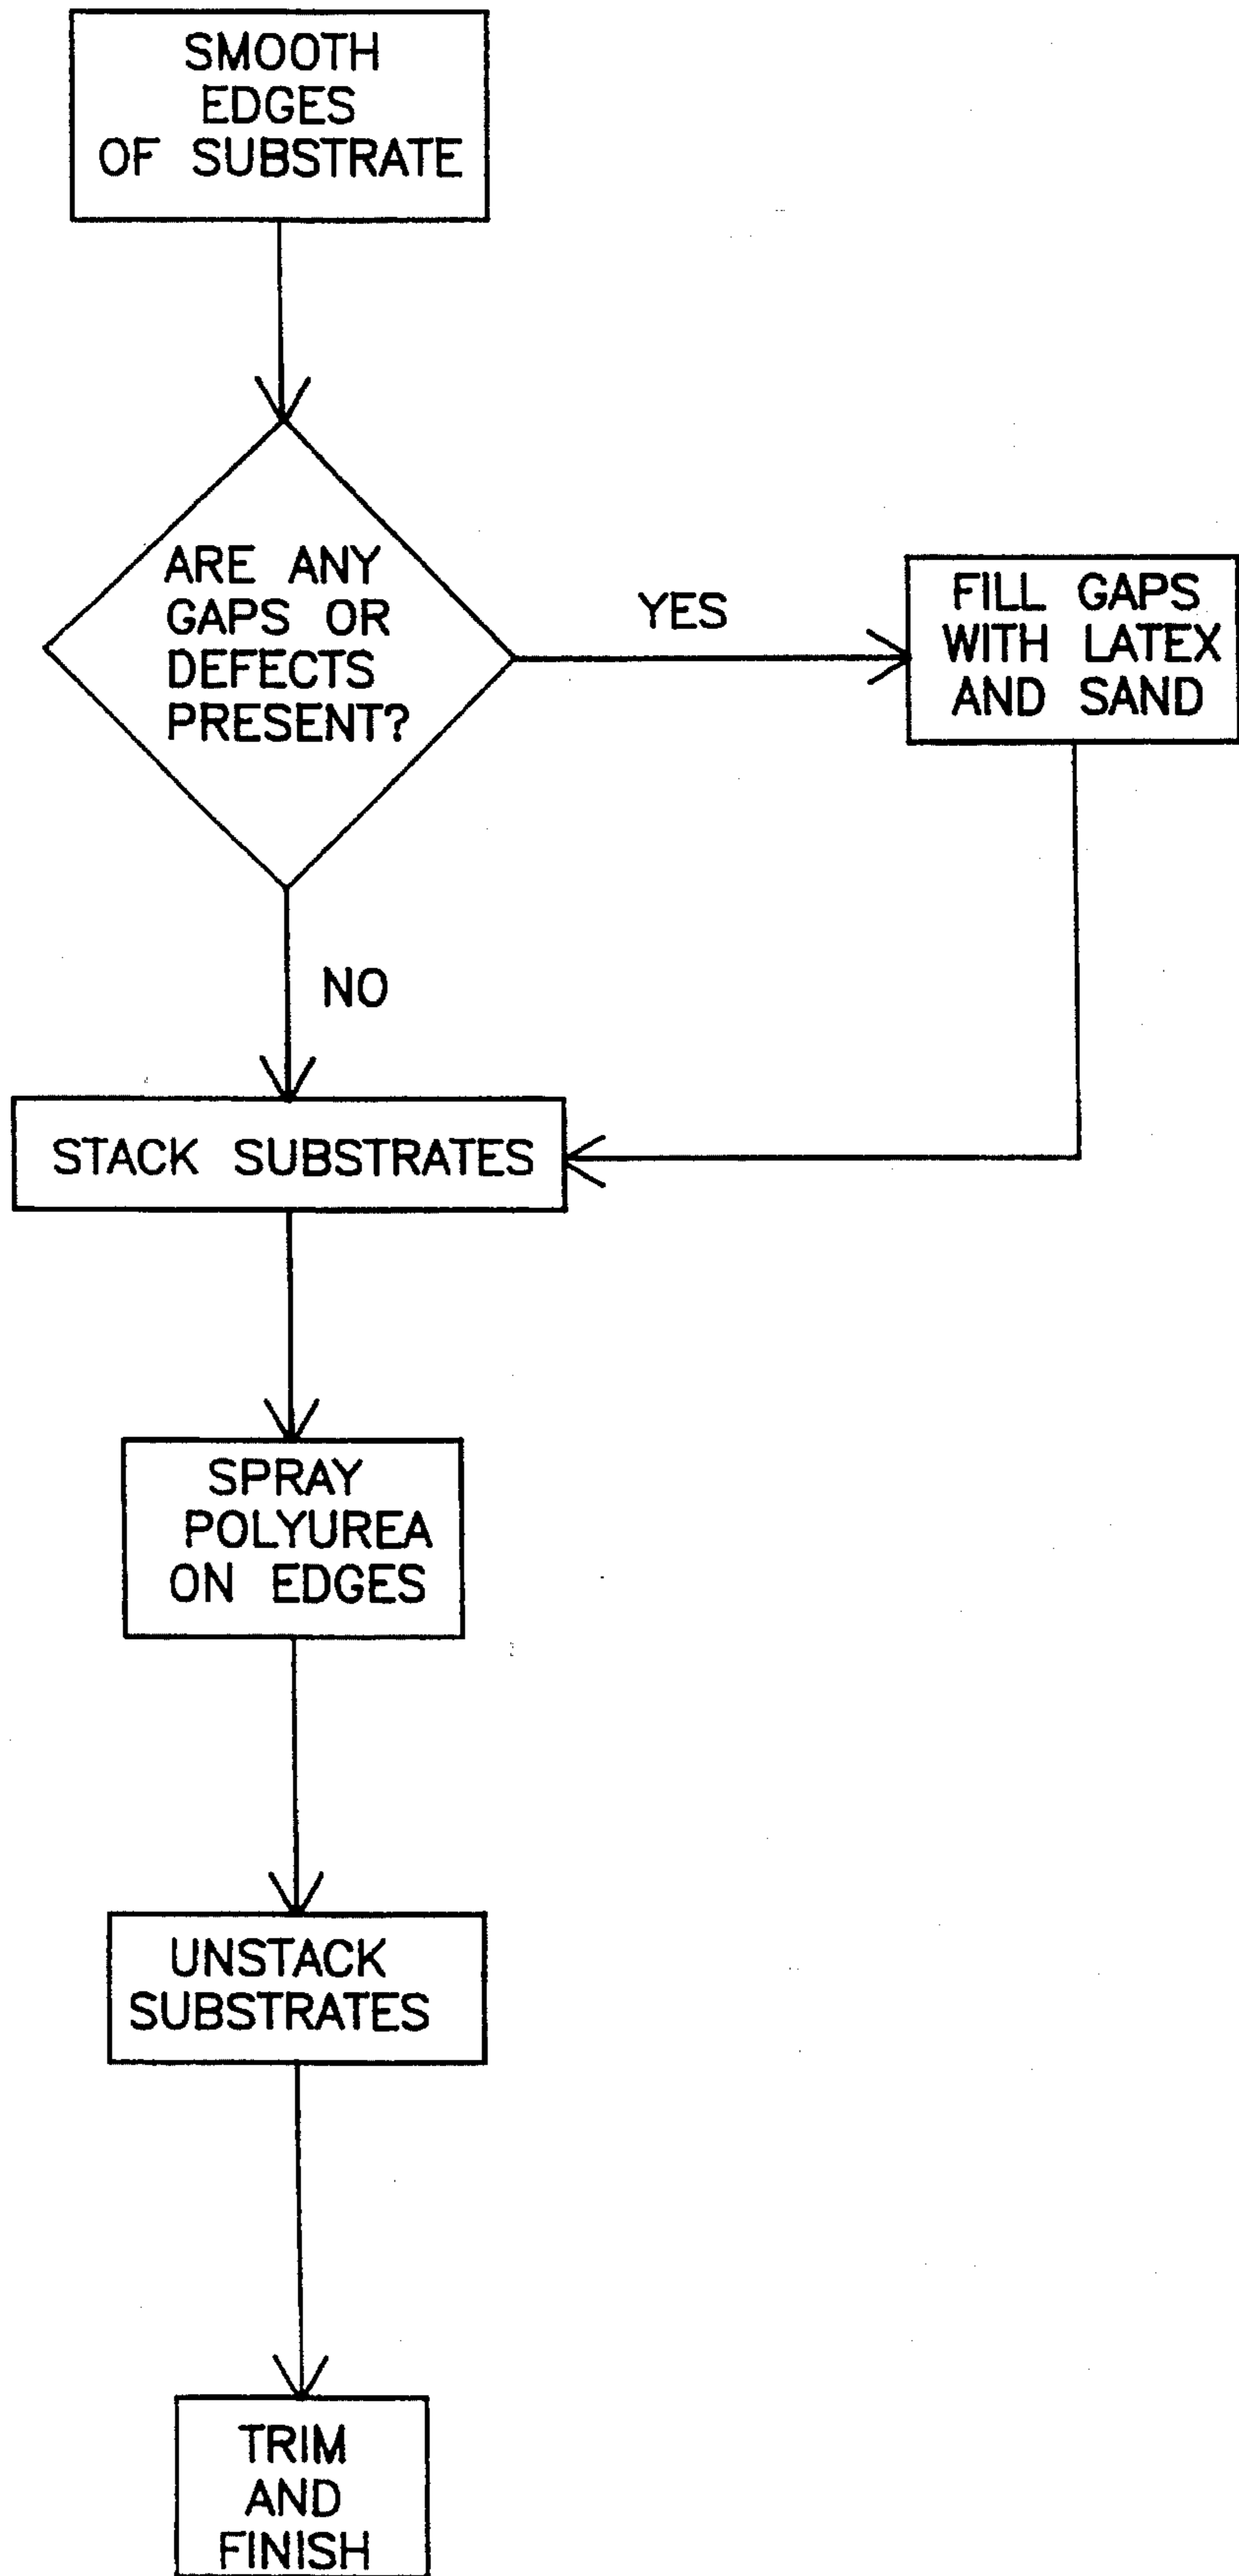 SMOOTH
EDGES
OF SUBSTRATE
ARE ANY
GAPS OR
DEFECTS
PRESENT?
YES
FILL GAPS
WITH LATEX
AND SAND
NO
STACK SUBSTRATES
SPRAY
POLYUREA
ON EDGES
UNSTACK
SUBSTRATES
TRIM
AND
FINISH